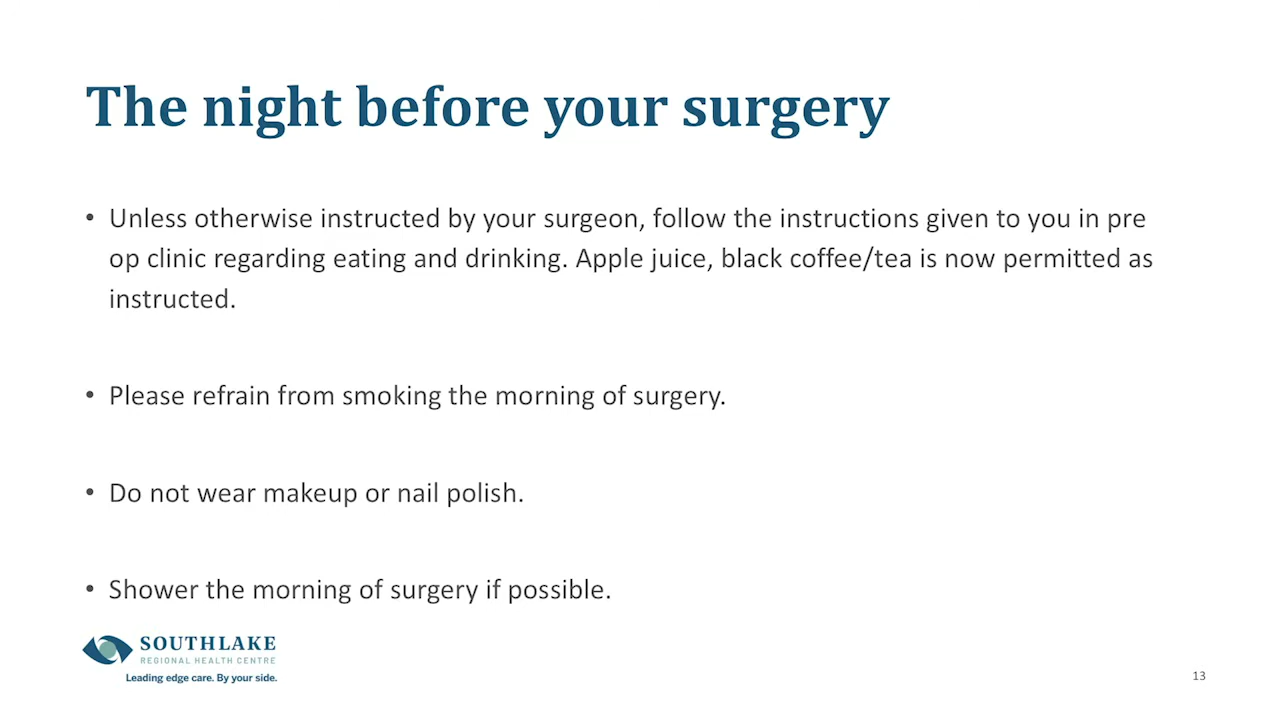 The night before your surgery
• Unless otherwise instructed by your surgeon, follow the instructions given to you in pre
op clinic regarding eating and drinking. Apple juice, black coffee/tea is now permitted as
instructed.
• Please refrain from smoking the morning of surgery.
• Do not wear makeup or nail polish.
• Shower the morning of surgery if possible.
SOUTHLAKE
REGIONAL HEALTH CENTRE
Leading edge care. By your side.
13